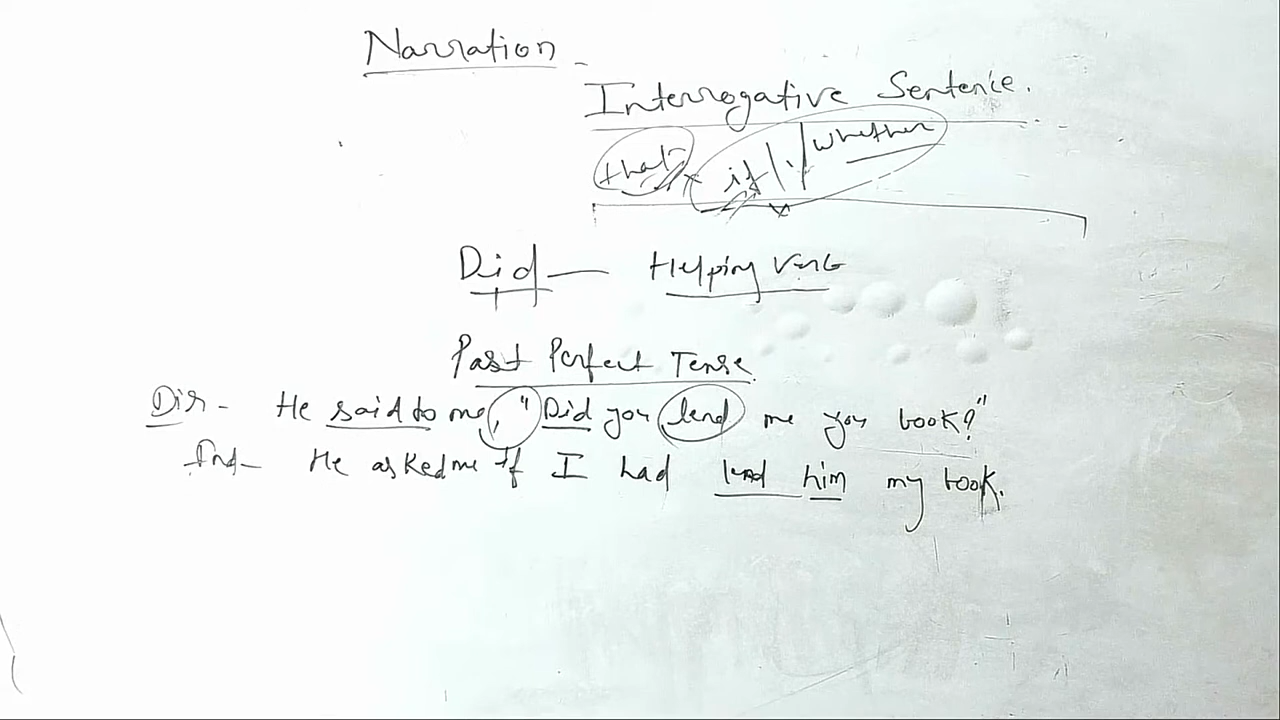 Narration -
Interrogative Sentence.
that × if / . / whether
Did — Helping Verb
Past Perfect Tense.
Dir - He said to me, "Did you lend me you book?"
Ind - He asked me if I had lend him my book.